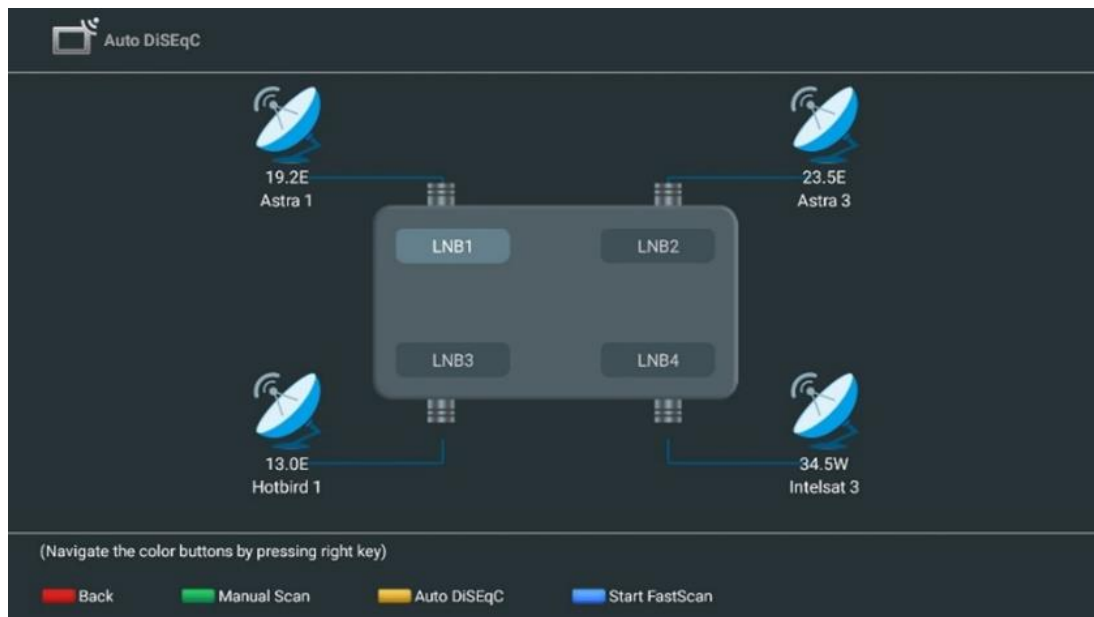 Auto DiSEqC
19.2E
Astra 1
23.5E
Astra 3
LNB1
LNB2
LNB3
LNB4
13.0E
Hotbird 1
34.5W
Intelsat 3
(Navigate the color buttons by pressing right key)
Back
Manual Scan
Auto DiSEqC
Start FastScan